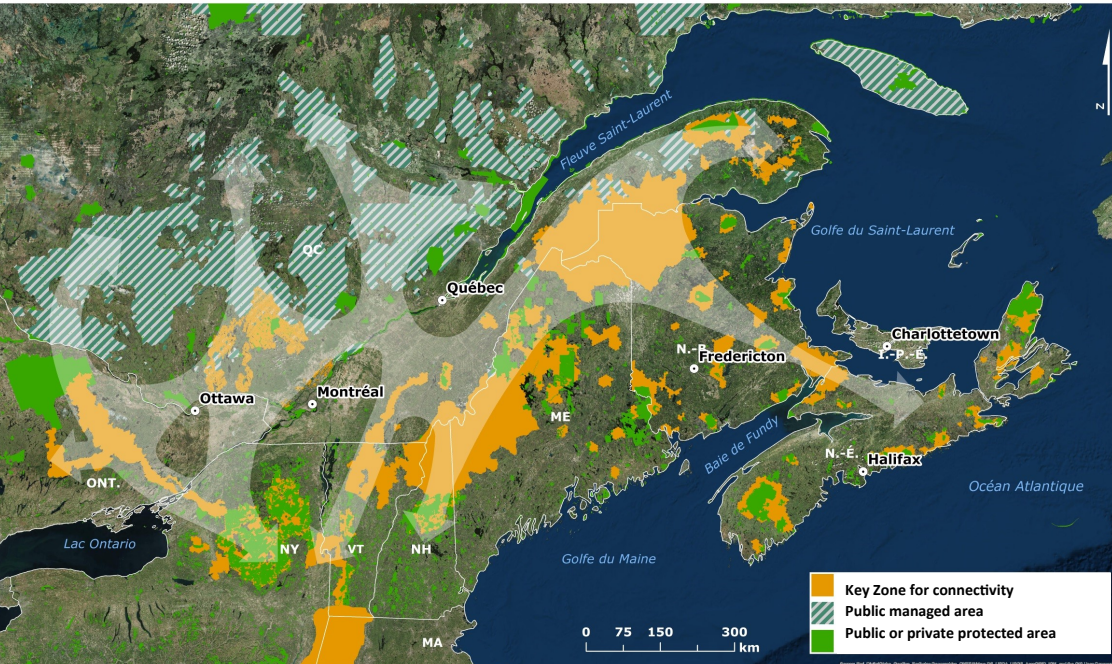 Fleuve Saint-Laurent
N
QC
Golfe du Saint-Laurent
Québec
Charlottetown
Î.-P.-É.
N.-B.
Fredericton
Montréal
Ottawa
ME
Baie de Fundy
N.-É.
Halifax
ONT.
Océan Atlantique
Lac Ontario
NY
VT
NH
Golfe du Maine
MA
0 75 150 300
km
Key Zone for connectivity
Public managed area
Public or private protected area